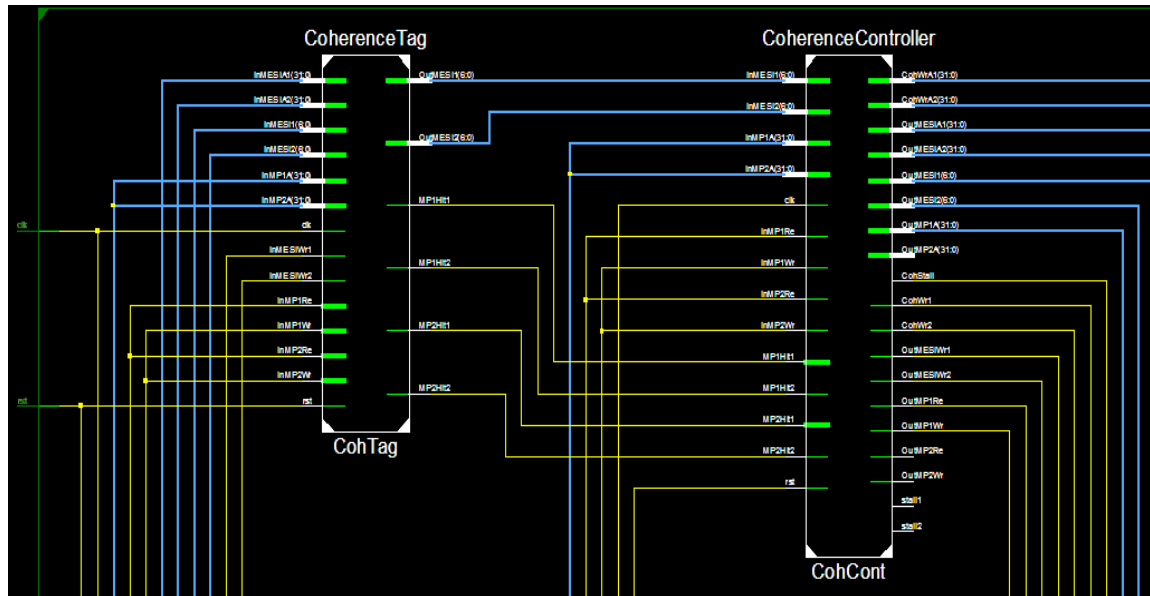 CoherenceTag
InMESIA1(31:0)
InMESIA2(31:0)
InMESI1(6:0)
InMESI2(6:0)
InMP1A(31:0)
InMP2A(31:0)
clk
InMESIWr1
InMESIWr2
InMP1Re
InMP1Wr
InMP2Re
InMP2Wr
rst
OutMESI1(6:0)
OutMESI2(6:0)
MP1Hit1
MP1Hit2
MP2Hit1
MP2Hit2
CohTag
clk
rst
CoherenceController
InMESI1(6:0)
InMESI2(6:0)
InMP1A(31:0)
InMP2A(31:0)
clk
InMP1Re
InMP1Wr
InMP2Re
InMP2Wr
MP1Hit1
MP1Hit2
MP2Hit1
MP2Hit2
rst
CohWrA1(31:0)
CohWrA2(31:0)
OutMESIA1(31:0)
OutMESIA2(31:0)
OutMESI1(6:0)
OutMESI2(6:0)
OutMP1A(31:0)
OutMP2A(31:0)
CohStall
CohWr1
CohWr2
OutMESIWr1
OutMESIWr2
OutMP1Re
OutMP1Wr
OutMP2Re
OutMP2Wr
stall1
stall2
CohCont